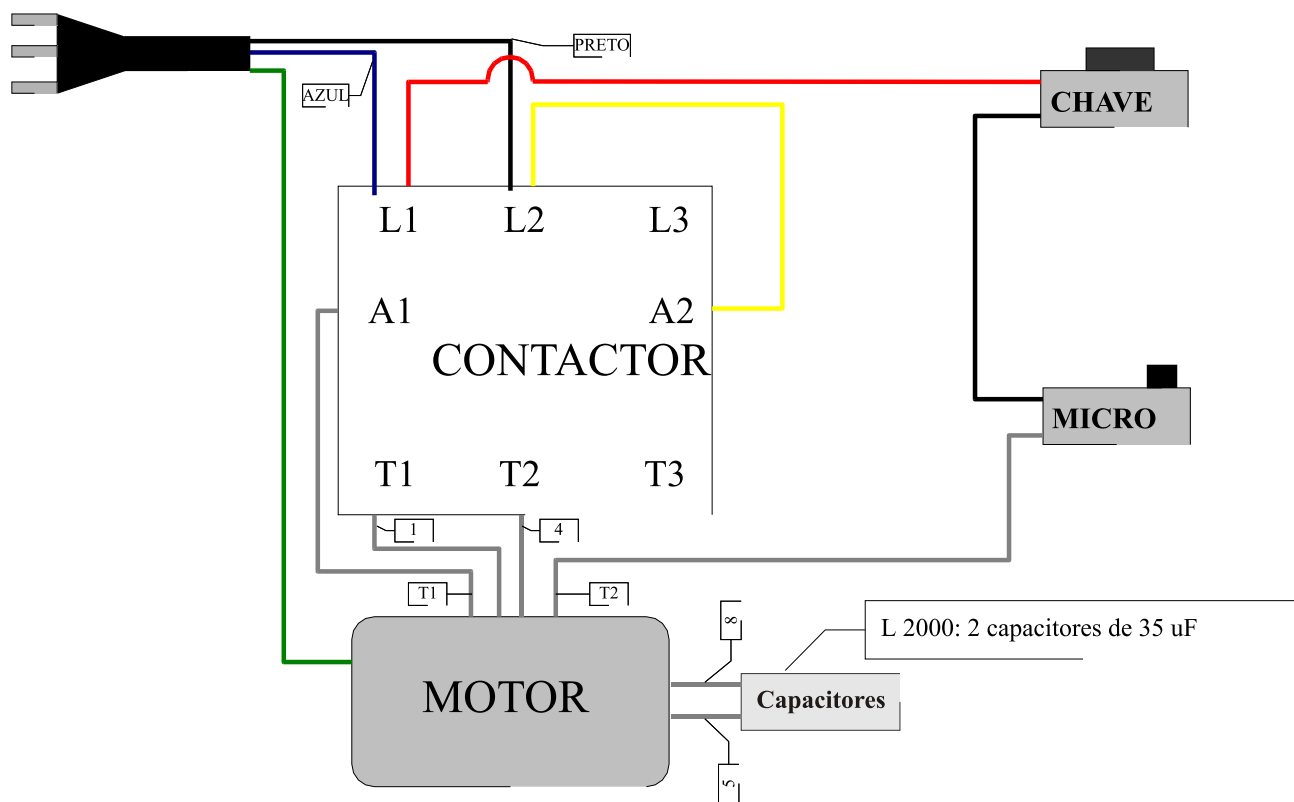 PRETO
AZUL
CHAVE
L1 L2 L3
A1 A2
CONTACTOR
MICRO
T1 T2 T3
1 4
T1 T2
8
L 2000: 2 capacitores de 35 uF
MOTOR
Capacitores
5